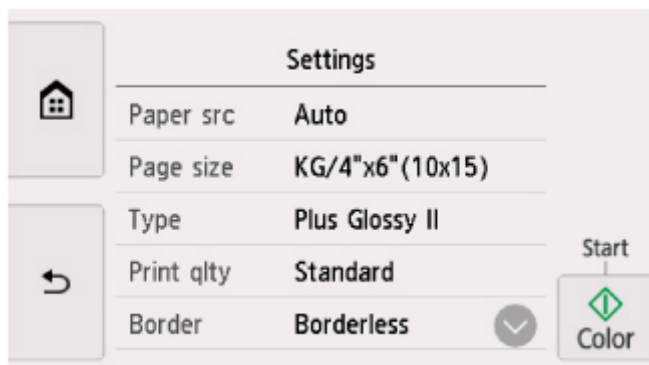 Settings
Paper src Auto
Page size KG/4"x6"(10x15)
Type Plus Glossy II
Print qlty Standard
Border Borderless
Start
Color